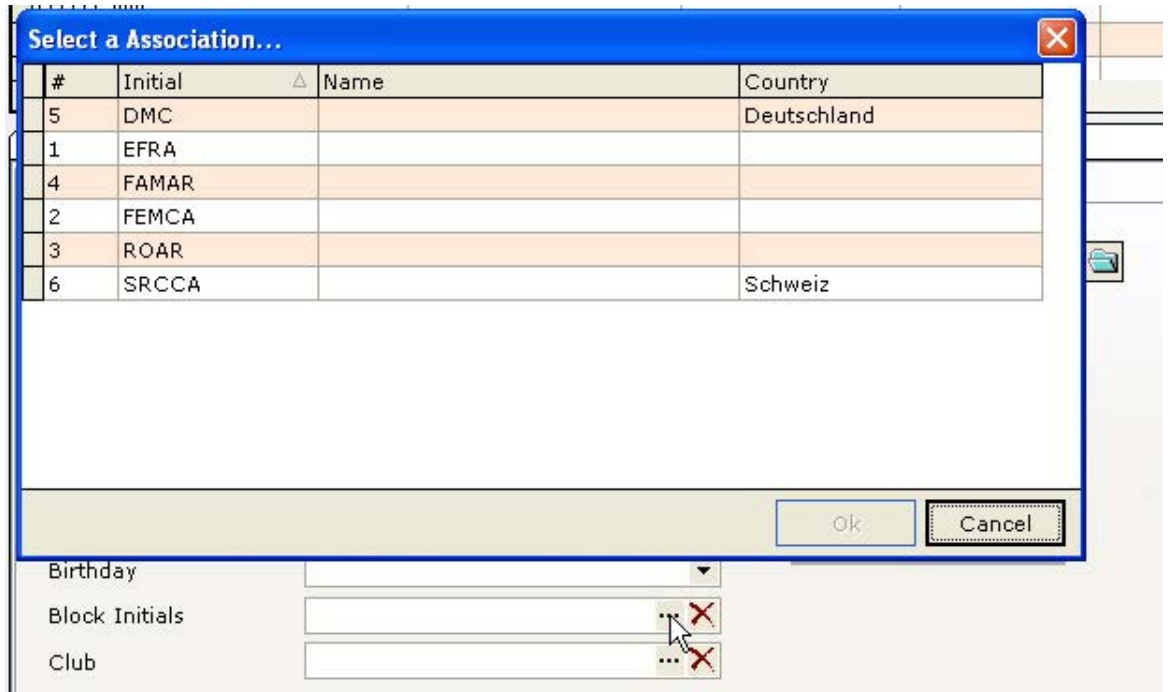 Select a Association...
# Initial Name Country
5 DMC Deutschland
1 EFRA
4 FAMAR
2 FEMCA
3 ROAR
6 SRCCA Schweiz
Ok Cancel
Birthday
Block Initials
Club